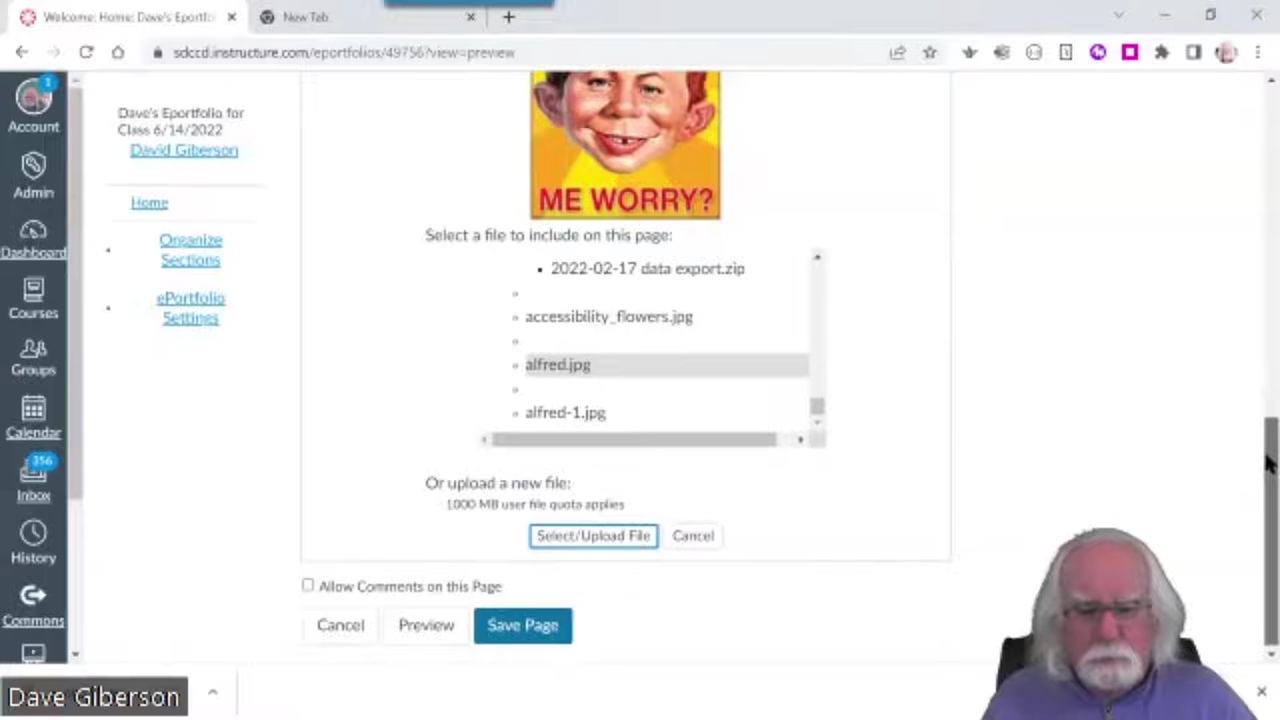 Welcome: Home: Dave's Eportfo
New Tab
sdccd.instructure.com/eportfolios/49756?view=preview
1
Account
Admin
Dashboard
Courses
Groups
Calendar
356
Inbox
History
Commons
Dave's Eportfolio for
Class 6/14/2022
David Giberson
Home
Organize
Sections
ePortfolio
Settings
ME WORRY?
Select a file to include on this page:
2022-02-17 data export.zip
accessibility_flowers.jpg
alfred.jpg
alfred-1.jpg
Or upload a new file:
1000 MB user file quota applies
Select/Upload File
Cancel
Allow Comments on this Page
Cancel
Preview
Save Page
Dave Giberson